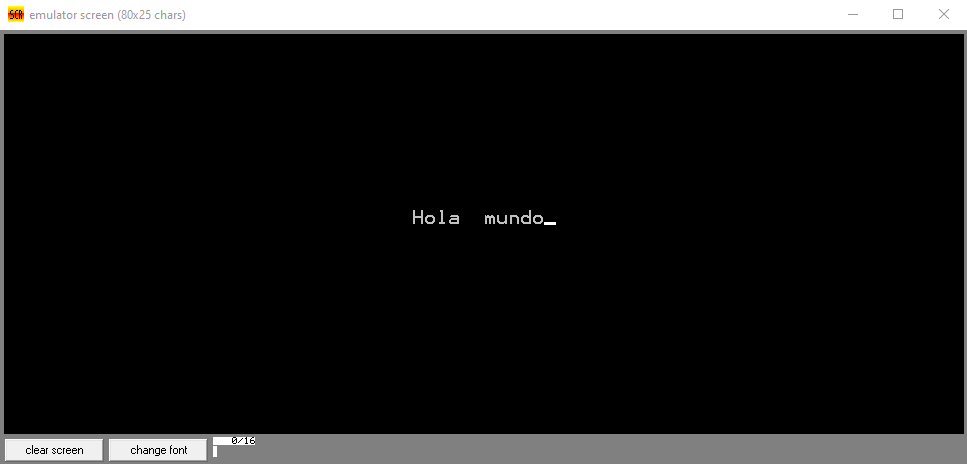 emulator screen (80x25 chars)
Hola  mundo_
clear screen
change font
0/16